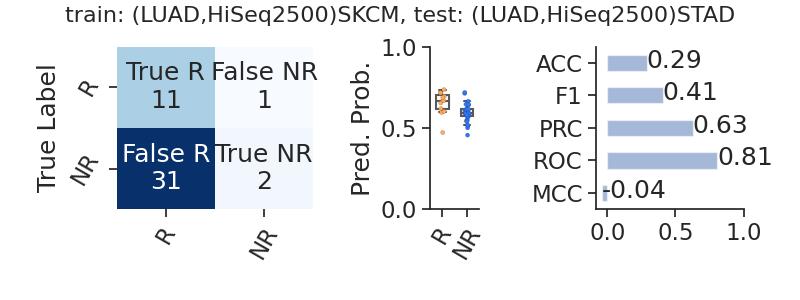 train: (LUAD,HiSeq2500)SKCM, test: (LUAD,HiSeq2500)STAD
True Label
R
NR
True R
11
False NR
1
False R
31
True NR
2
R
NR
Pred. Prob.
1.0
0.5
0.0
R
NR
ACC
0.29
F1
0.41
PRC
0.63
ROC
0.81
MCC
-0.04
0.0
0.5
1.0